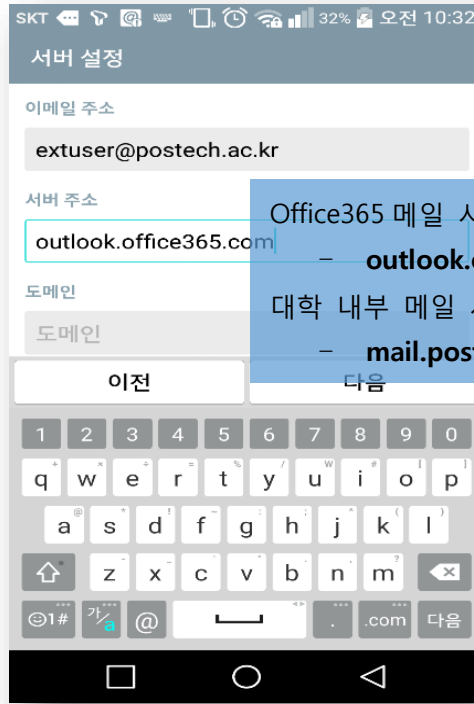 SKT 32% 오전 10:32
서버 설정
이메일 주소
extuser@postech.ac.kr
서버 주소
outlook.office365.com
도메인
도메인
Office365 메일
outlook.
대학 내부 메일
mail.post
이전 다음
1 2 3 4 5 6 7 8 9 0
q w e r t y u i o p
a s d f g h j k l
z x c v b n m
☺1# 가/a @ . .com 다음